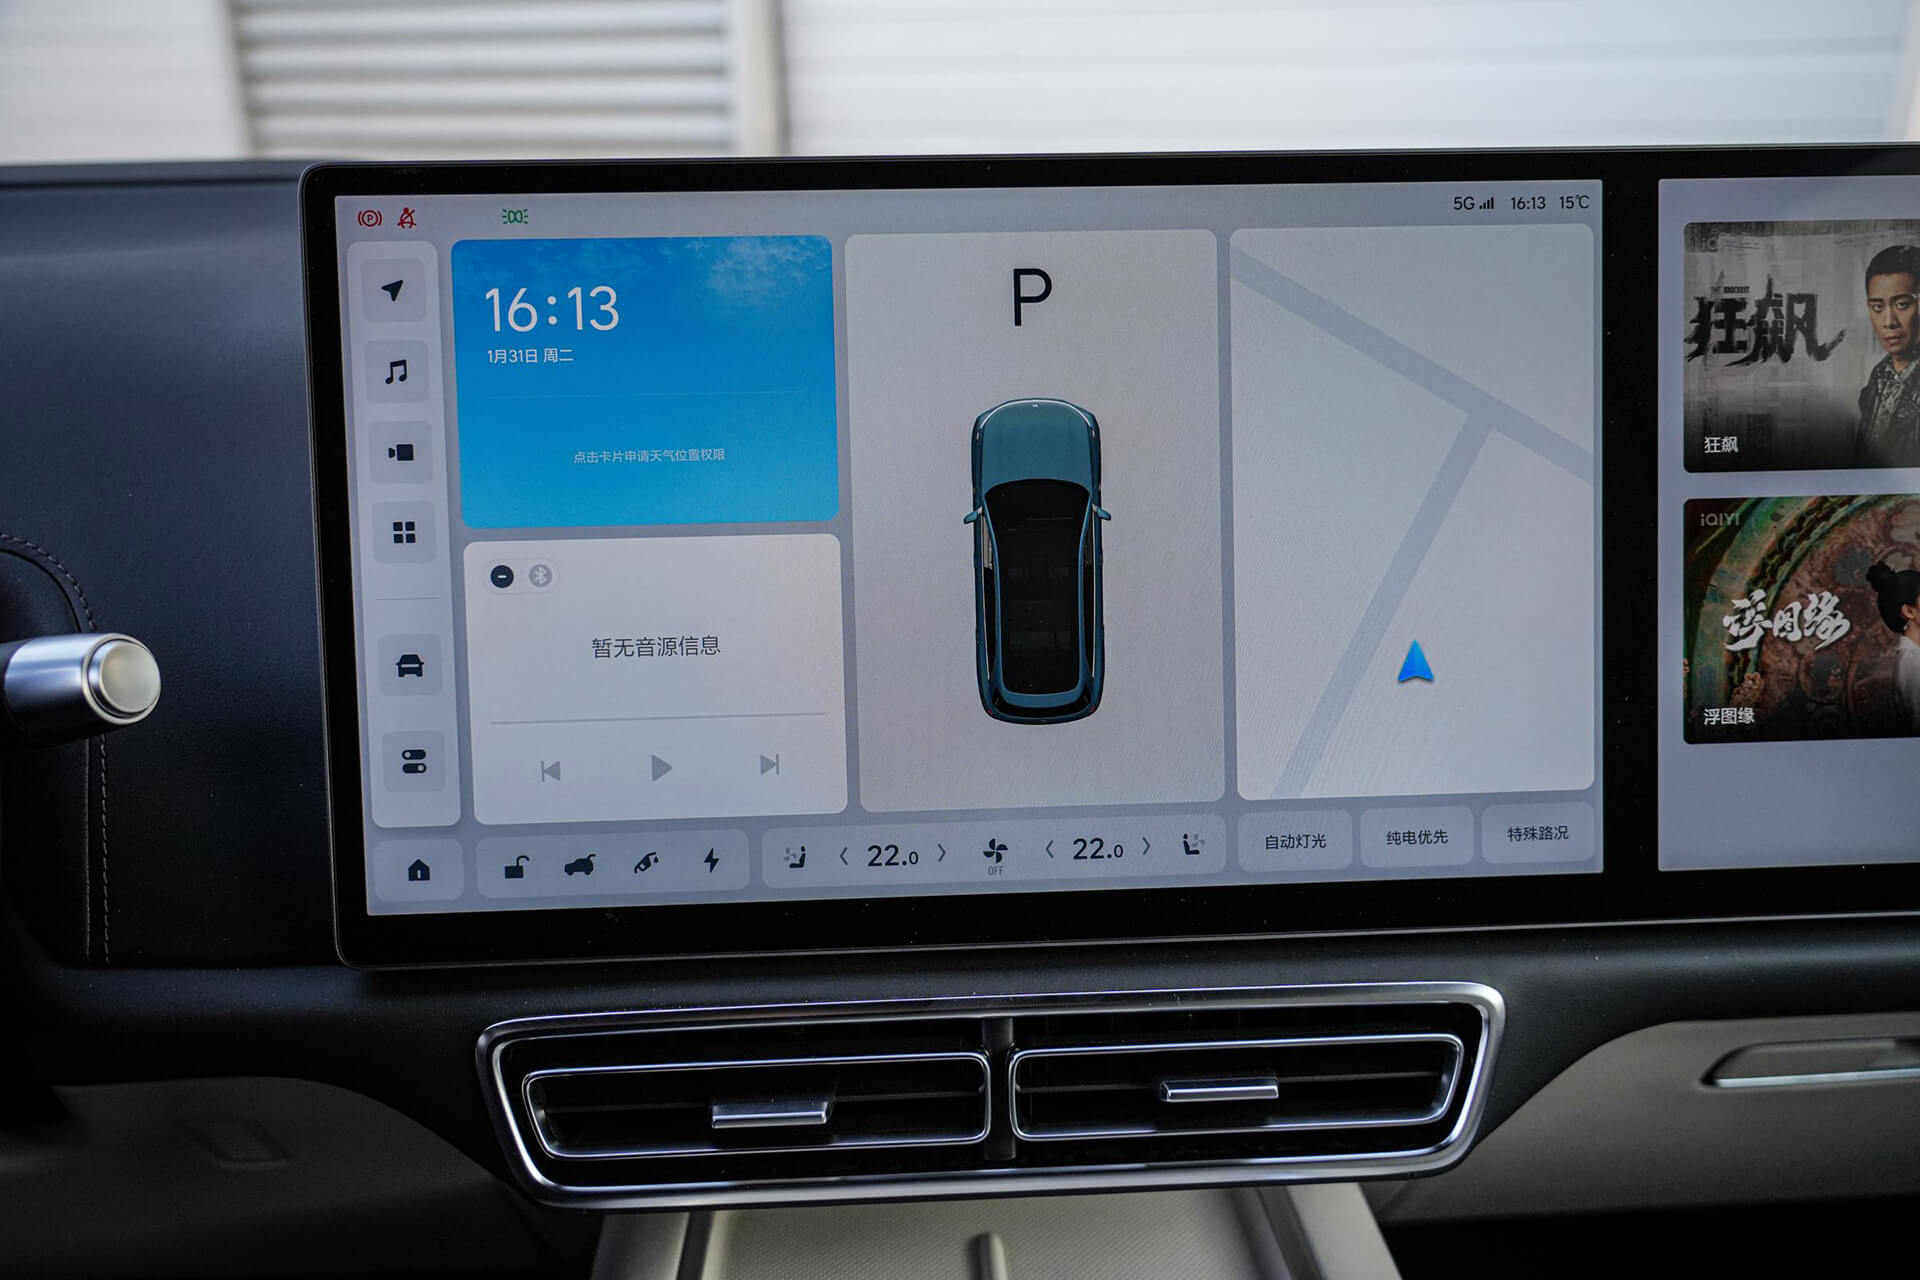 5G 16:13 15℃
16:13
1月31日 周二
点击卡片申请天气位置权限
P
暂无音源信息
22.0
OFF
22.0
自动灯光
纯电优先
特殊路况
THE KNOCKOUT
狂飙
狂飙
iQIYI
浮图缘
浮图缘